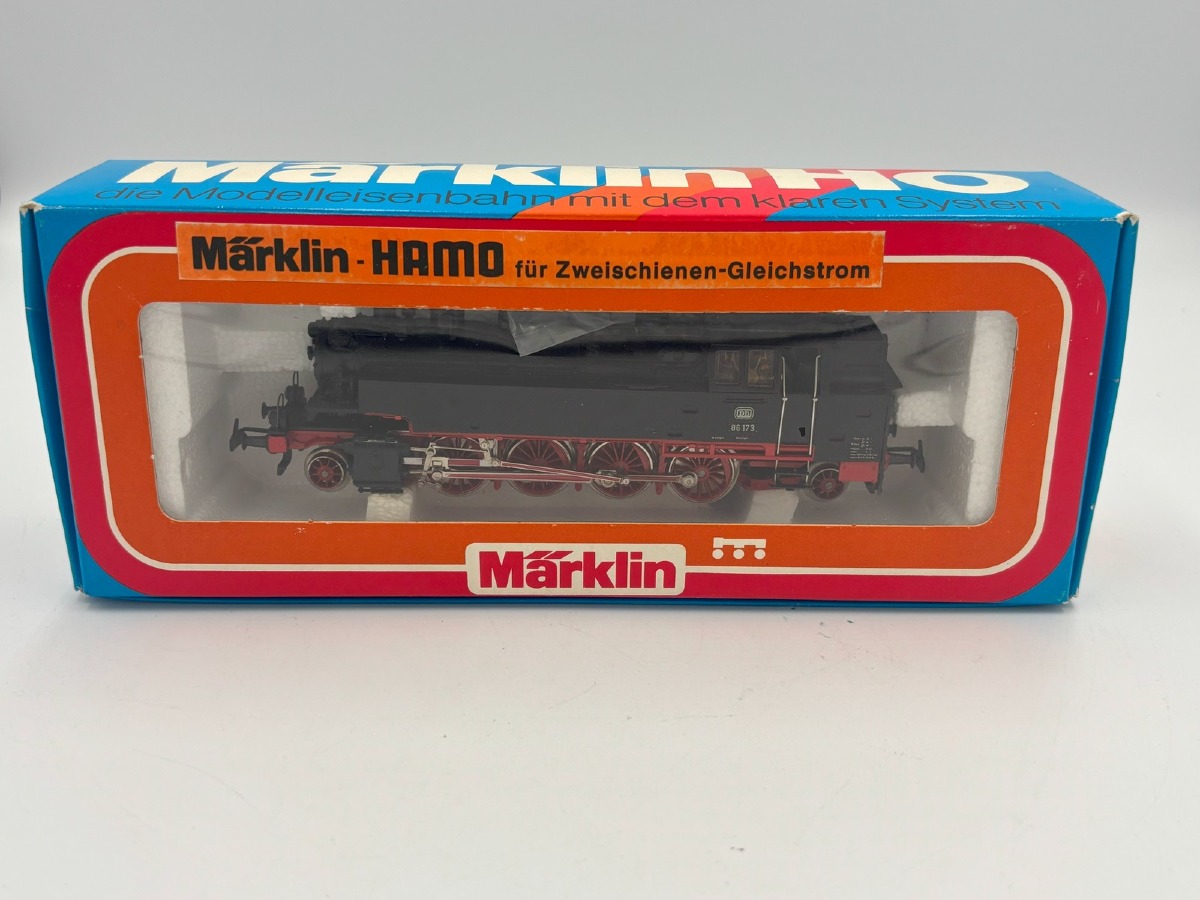 Märklin HO
die Modelleisenbahn mit dem klaren System
Märklin - HAMO für Zweischienen-Gleichstrom
DB
86 173
Märklin